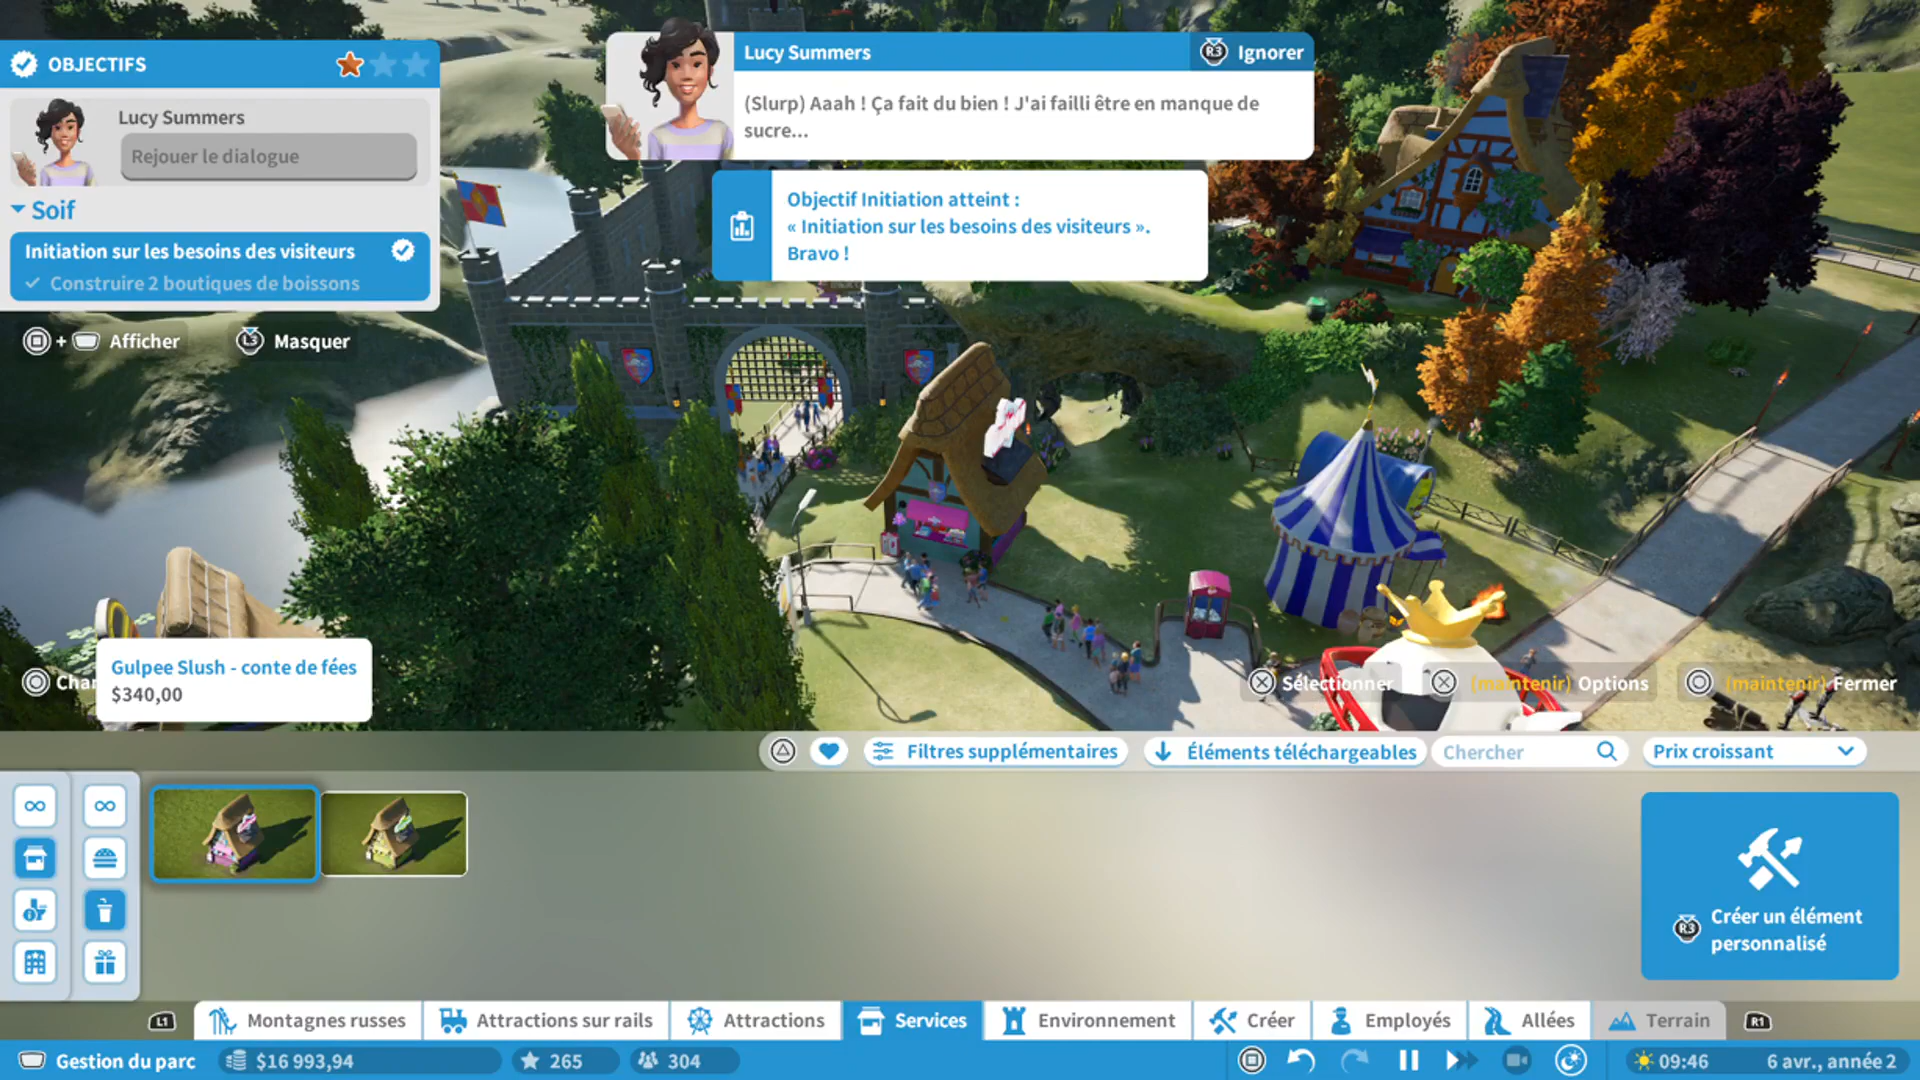 OBJECTIFS
Lucy Summers
Rejouer le dialogue
Soif
Initiation sur les besoins des visiteurs
Construire 2 boutiques de boissons
+ Afficher
L3 Masquer
Lucy Summers
R3 Ignorer
(Slurp) Aaah ! Ça fait du bien ! J'ai failli être en manque de
sucre...
Objectif Initiation atteint :
« Initiation sur les besoins des visiteurs ».
Bravo !
Gulpee Slush - conte de fées
$340,00
Sélectionner
(maintenir) Options
(maintenir) Fermer
Filtres supplémentaires
Éléments téléchargeables
Chercher
Prix croissant
R3 Créer un élément
personnalisé
L1
Montagnes russes
Attractions sur rails
Attractions
Services
Environnement
Créer
Employés
Allées
Terrain
R1
Gestion du parc
$16 993,94
265
304
09:46
6 avr., année 2